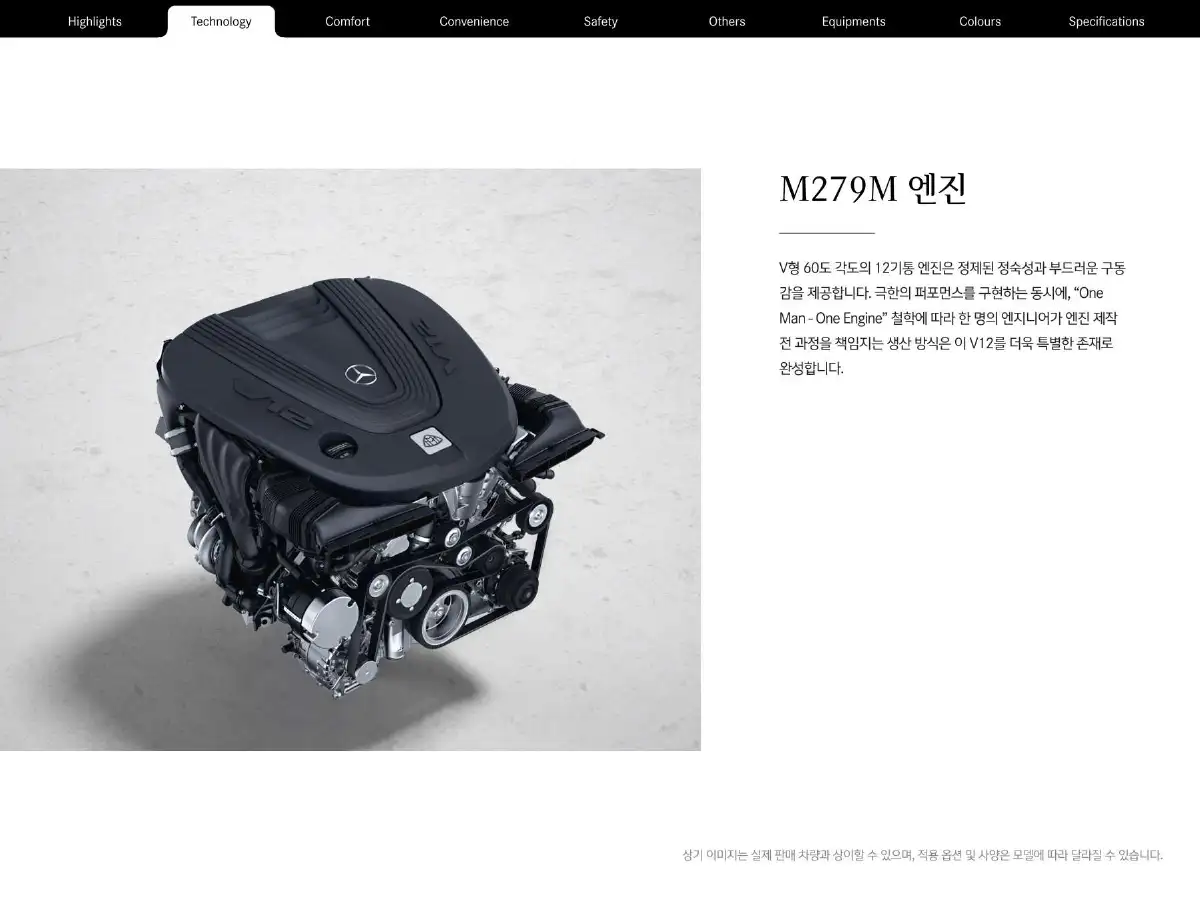 Highlights
Technology
Comfort
Convenience
Safety
Others
Equipments
Colours
Specifications
M279M 엔진
V형 60도 각도의 12기통 엔진은 정제된 정숙성과 부드러운 구동
감을 제공합니다. 극한의 퍼포먼스를 구현하는 동시에, “One
Man – One Engine” 철학에 따라 한 명의 엔지니어가 엔진 제작
전 과정을 책임지는 생산 방식은 이 V12를 더욱 특별한 존재로
완성합니다.
V12
V12
상기 이미지는 실제 판매 차량과 상이할 수 있으며, 적용 옵션 및 사양은 모델에 따라 달라질 수 있습니다.